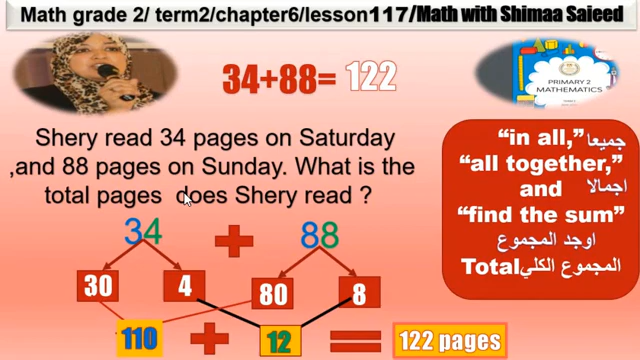 Math grade 2/ term2/chapter6/lesson117/Math with Shimaa Saieed
34+88= 122
PRIMARY 2
MATHEMATICS
Shery read 34 pages on Saturday
,and 88 pages on Sunday. What is the
total pages does Shery read ?
“in all,” جميعا
“all together,”
and اجمالا
“find the sum”
اوجد المجموع
المجموع الكلي Total
34 + 88
30 4 80 8
110 + 12 = 122 pages